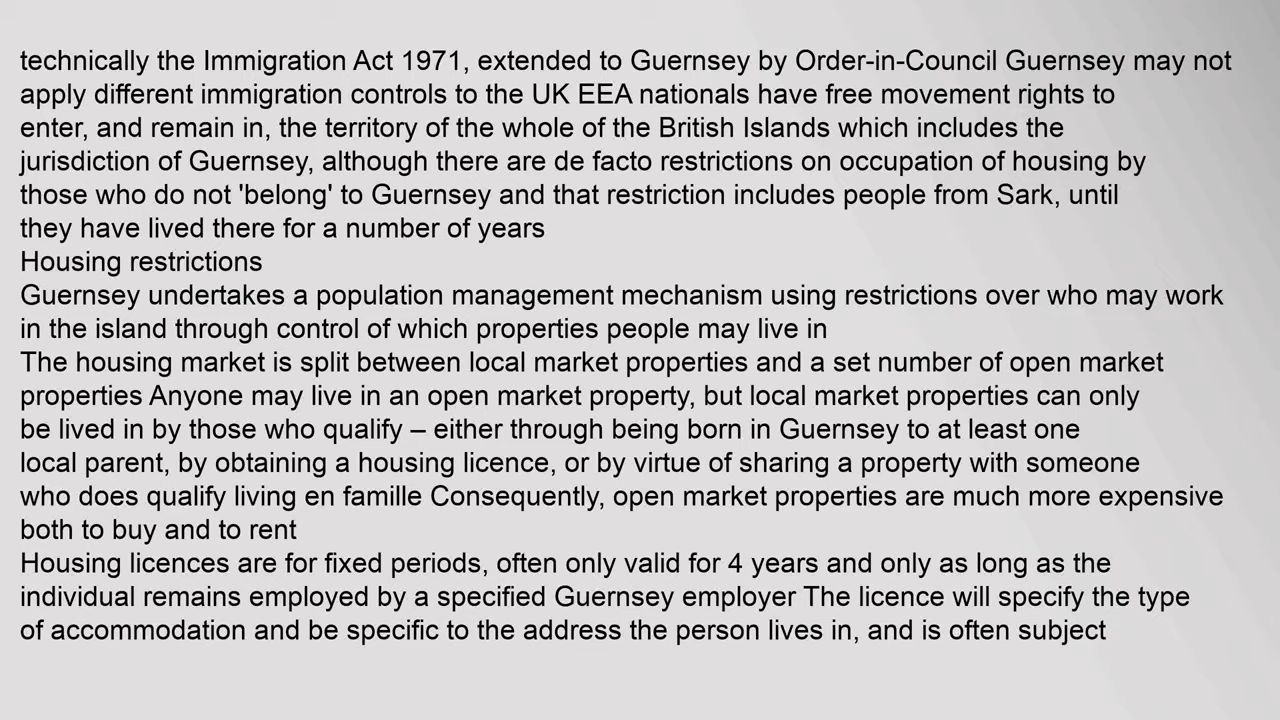 technically the Immigration Act 1971, extended to Guernsey by Order-in-Council Guernsey may not
apply different immigration controls to the UK EEA nationals have free movement rights to
enter, and remain in, the territory of the whole of the British Islands which includes the
jurisdiction of Guernsey, although there are de facto restrictions on occupation of housing by
those who do not 'belong' to Guernsey and that restriction includes people from Sark, until
they have lived there for a number of years
Housing restrictions
Guernsey undertakes a population management mechanism using restrictions over who may work
in the island through control of which properties people may live in
The housing market is split between local market properties and a set number of open market
properties Anyone may live in an open market property, but local market properties can only
be lived in by those who qualify – either through being born in Guernsey to at least one
local parent, by obtaining a housing licence, or by virtue of sharing a property with someone
who does qualify living en famille Consequently, open market properties are much more expensive
both to buy and to rent
Housing licences are for fixed periods, often only valid for 4 years and only as long as the
individual remains employed by a specified Guernsey employer The licence will specify the type
of accommodation and be specific to the address the person lives in, and is often subject